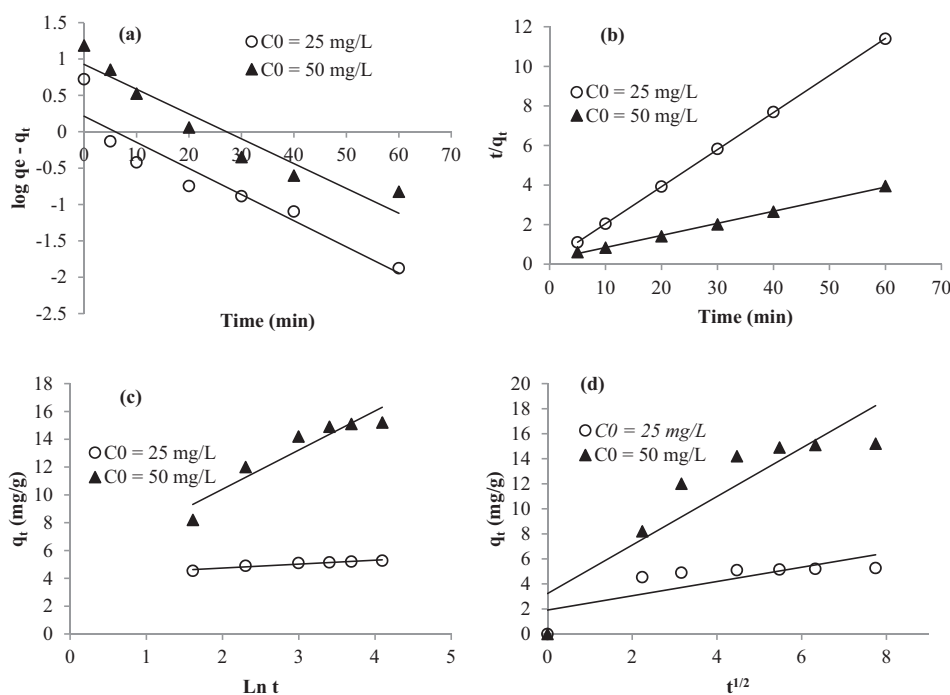 (a)
C0 = 25 mg/L
C0 = 50 mg/L
1.5
1
0.5
0
-0.5
-1
-1.5
-2
-2.5
0 10 20 30 40 50 60 70
log qe - qt
Time (min)
(b)
C0 = 25 mg/L
C0 = 50 mg/L
12
10
8
6
4
2
0
0 10 20 30 40 50 60 70
t/qt
Time (min)
(c)
C0 = 25 mg/L
C0 = 50 mg/L
18
16
14
12
10
8
6
4
2
0
0 1 2 3 4 5
qt (mg/g)
Ln t
(d)
C0 = 25 mg/L
C0 = 50 mg/L
20
18
16
14
12
10
8
6
4
2
0
0 2 4 6 8
qt (mg/g)
t1/2